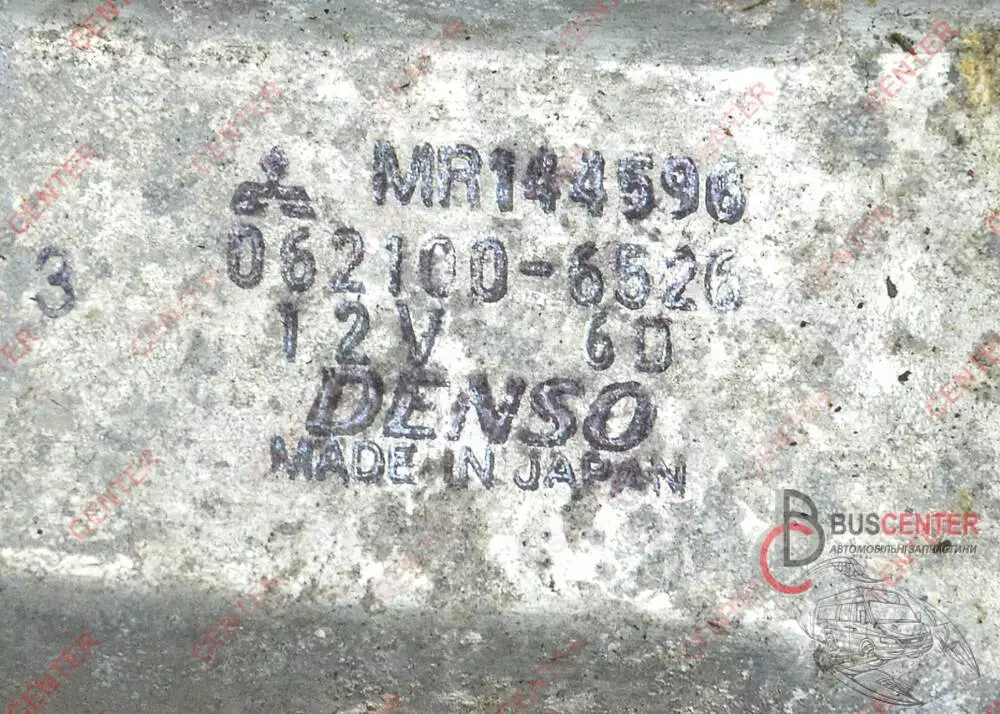 MR144596
3
062100-6526
12V 6D
DENSO
MADE IN JAPAN
BUSCENTER
АВТОМОБІЛЬНІ ЗАПЧАСТИНИ